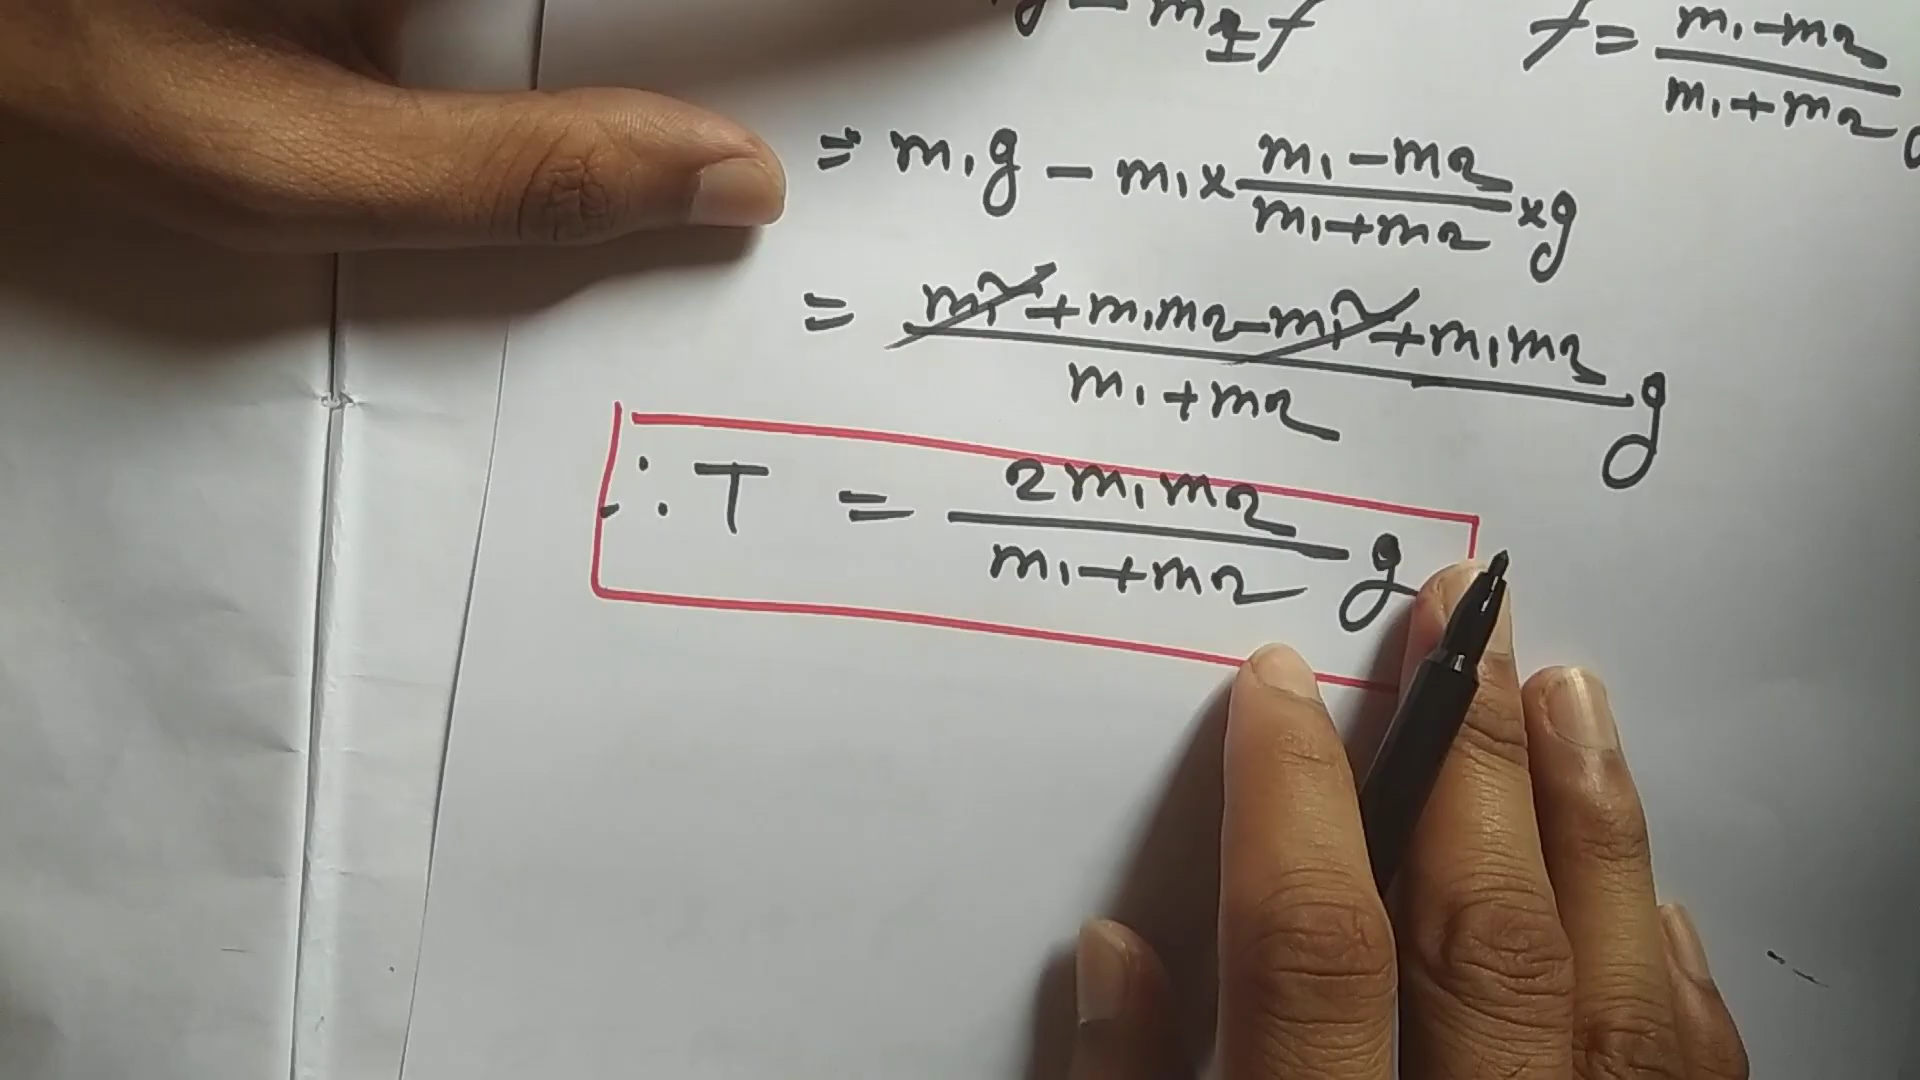 - m₁f f = (m₁-m₂)/(m₁+m₂)
⇒ m₁g - m₁ × (m₁-m₂)/(m₁+m₂) × g
= (m₁²+m₁m₂-m₁²+m₁m₂)/(m₁+m₂) g
∴ T = 2m₁m₂/(m₁+m₂) g